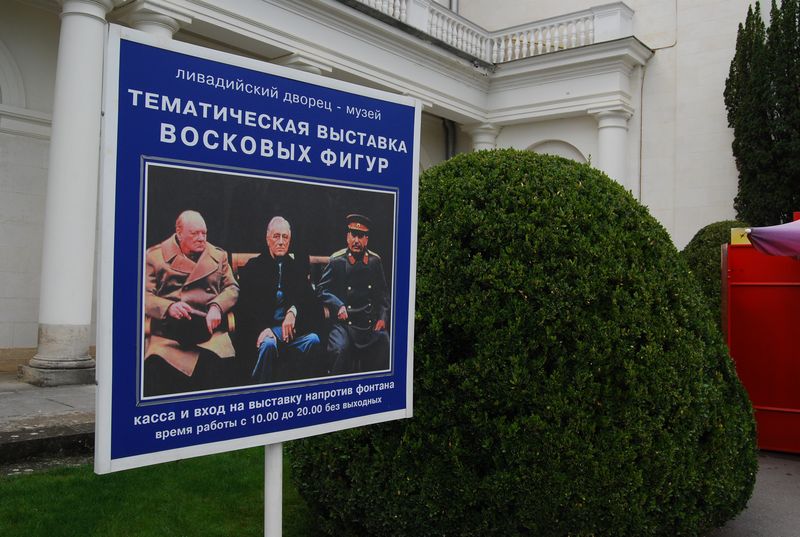 ливадийский дворец - музей
ТЕМАТИЧЕСКАЯ ВЫСТАВКА
ВОСКОВЫХ ФИГУР
касса и вход на выставку напротив фонтана
время работы с 10.00 до 20.00 без выходных